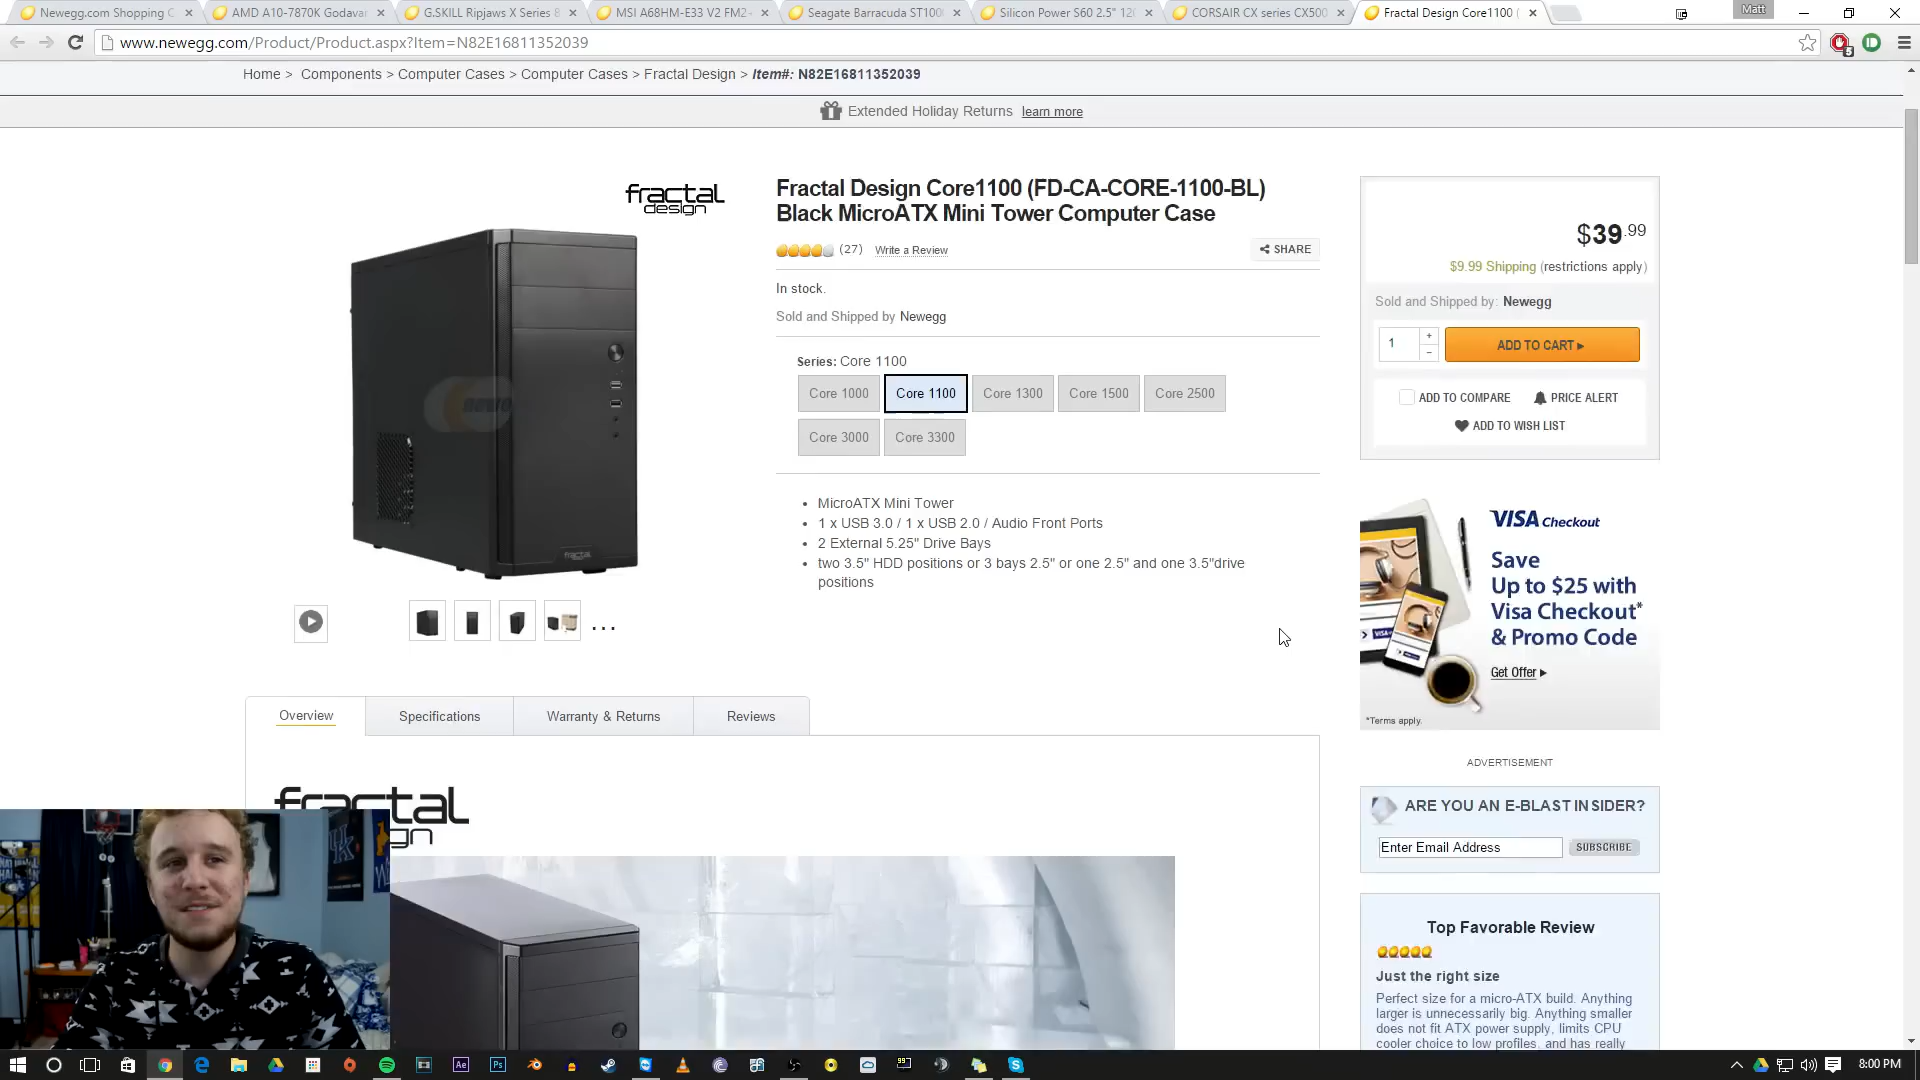 Newegg.com Shopping C
AMD A10-7870K Godavar
G.SKILL Ripjaws X Series 8
MSI A68HM-E33 V2 FM2+
Seagate Barracuda ST100
Silicon Power S60 2.5" 12
CORSAIR CX series CX500
Fractal Design Core1100 (
Matt
www.newegg.com/Product/Product.aspx?Item=N82E16811352039
Home > Components > Computer Cases > Computer Cases > Fractal Design > Item#: N82E16811352039
Extended Holiday Returns learn more
fractal
design
Fractal Design Core1100 (FD-CA-CORE-1100-BL)
Black MicroATX Mini Tower Computer Case
(27) Write a Review
SHARE
In stock.
Sold and Shipped by Newegg
Series: Core 1100
Core 1000 Core 1100 Core 1300 Core 1500 Core 2500
Core 3000 Core 3300
• MicroATX Mini Tower
• 1 x USB 3.0 / 1 x USB 2.0 / Audio Front Ports
• 2 External 5.25" Drive Bays
• two 3.5" HDD positions or 3 bays 2.5" or one 2.5" and one 3.5"drive
positions
...
$39.99
$9.99 Shipping (restrictions apply)
Sold and Shipped by: Newegg
1 + −
ADD TO CART ▸
ADD TO COMPARE PRICE ALERT
ADD TO WISH LIST
VISA Checkout
Save
Up to $25 with
Visa Checkout*
& Promo Code
Get Offer ▸
*Terms apply.
ADVERTISEMENT
ARE YOU AN E-BLAST INSIDER?
Enter Email Address SUBSCRIBE
Top Favorable Review
Just the right size
Perfect size for a micro-ATX build. Anything
larger is unnecessarily big. Anything smaller
does not fit ATX power supply, limits CPU
cooler choice to low profiles, and has really
Overview Specifications Warranty & Returns Reviews
fractal
8:00 PM